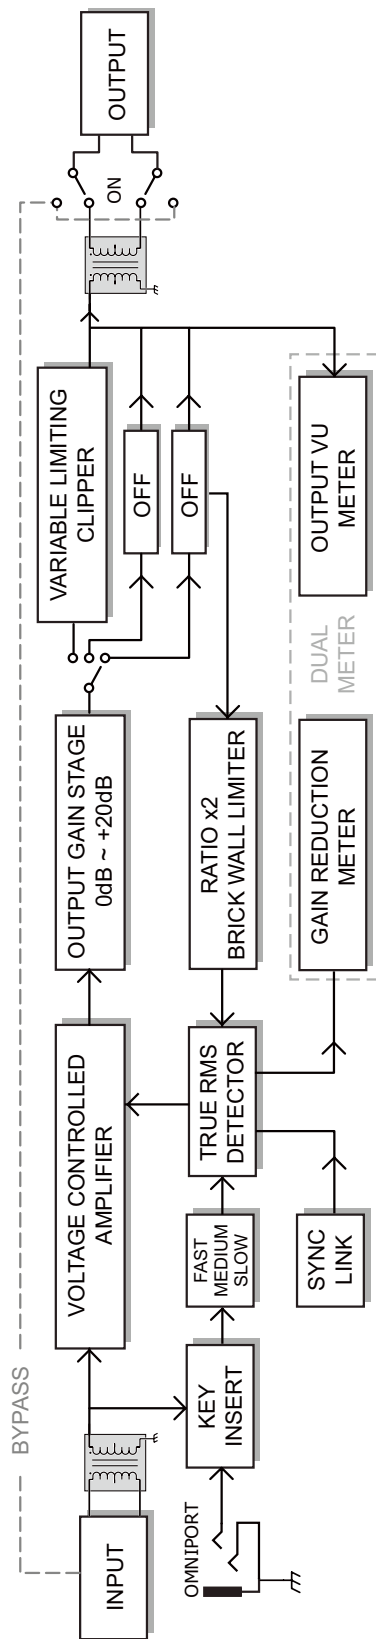 BYPASS
INPUT
VOLTAGE CONTROLLED
AMPLIFIER
OUTPUT GAIN STAGE
0dB ~ +20dB
VARIABLE LIMITING
CLIPPER
OFF
OFF
ON
OUTPUT
OMNIPORT
KEY
INSERT
FAST
MEDIUM
SLOW
TRUE RMS
DETECTOR
RATIO x2
BRICK WALL LIMITER
SYNC
LINK
GAIN REDUCTION
METER
DUAL
METER
OUTPUT VU
METER